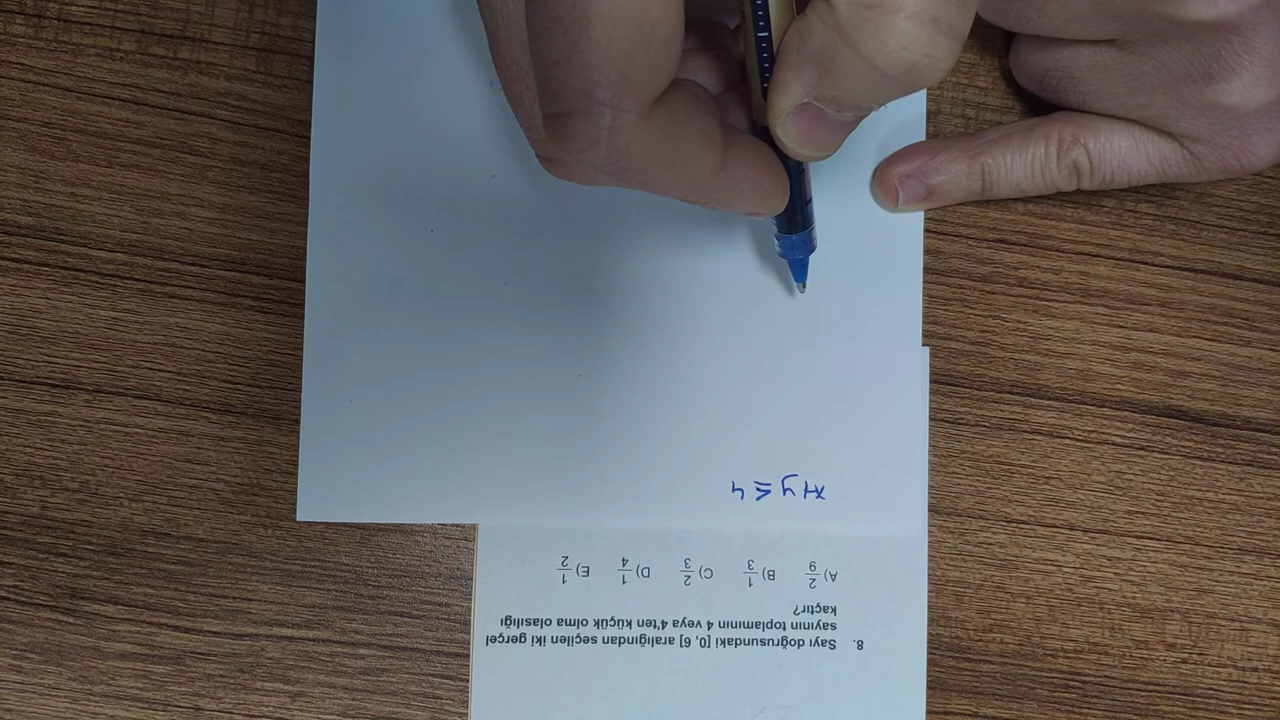 8. Sayı doğrusundaki [0, 6] aralığından seçilen iki gerçel
sayının toplamının 4 veya 4'ten küçük olma olasılığı
kaçtır?
A) 2/9 B) 1/3 C) 2/3 D) 1/4 E) 1/2
x+y ≤ 4